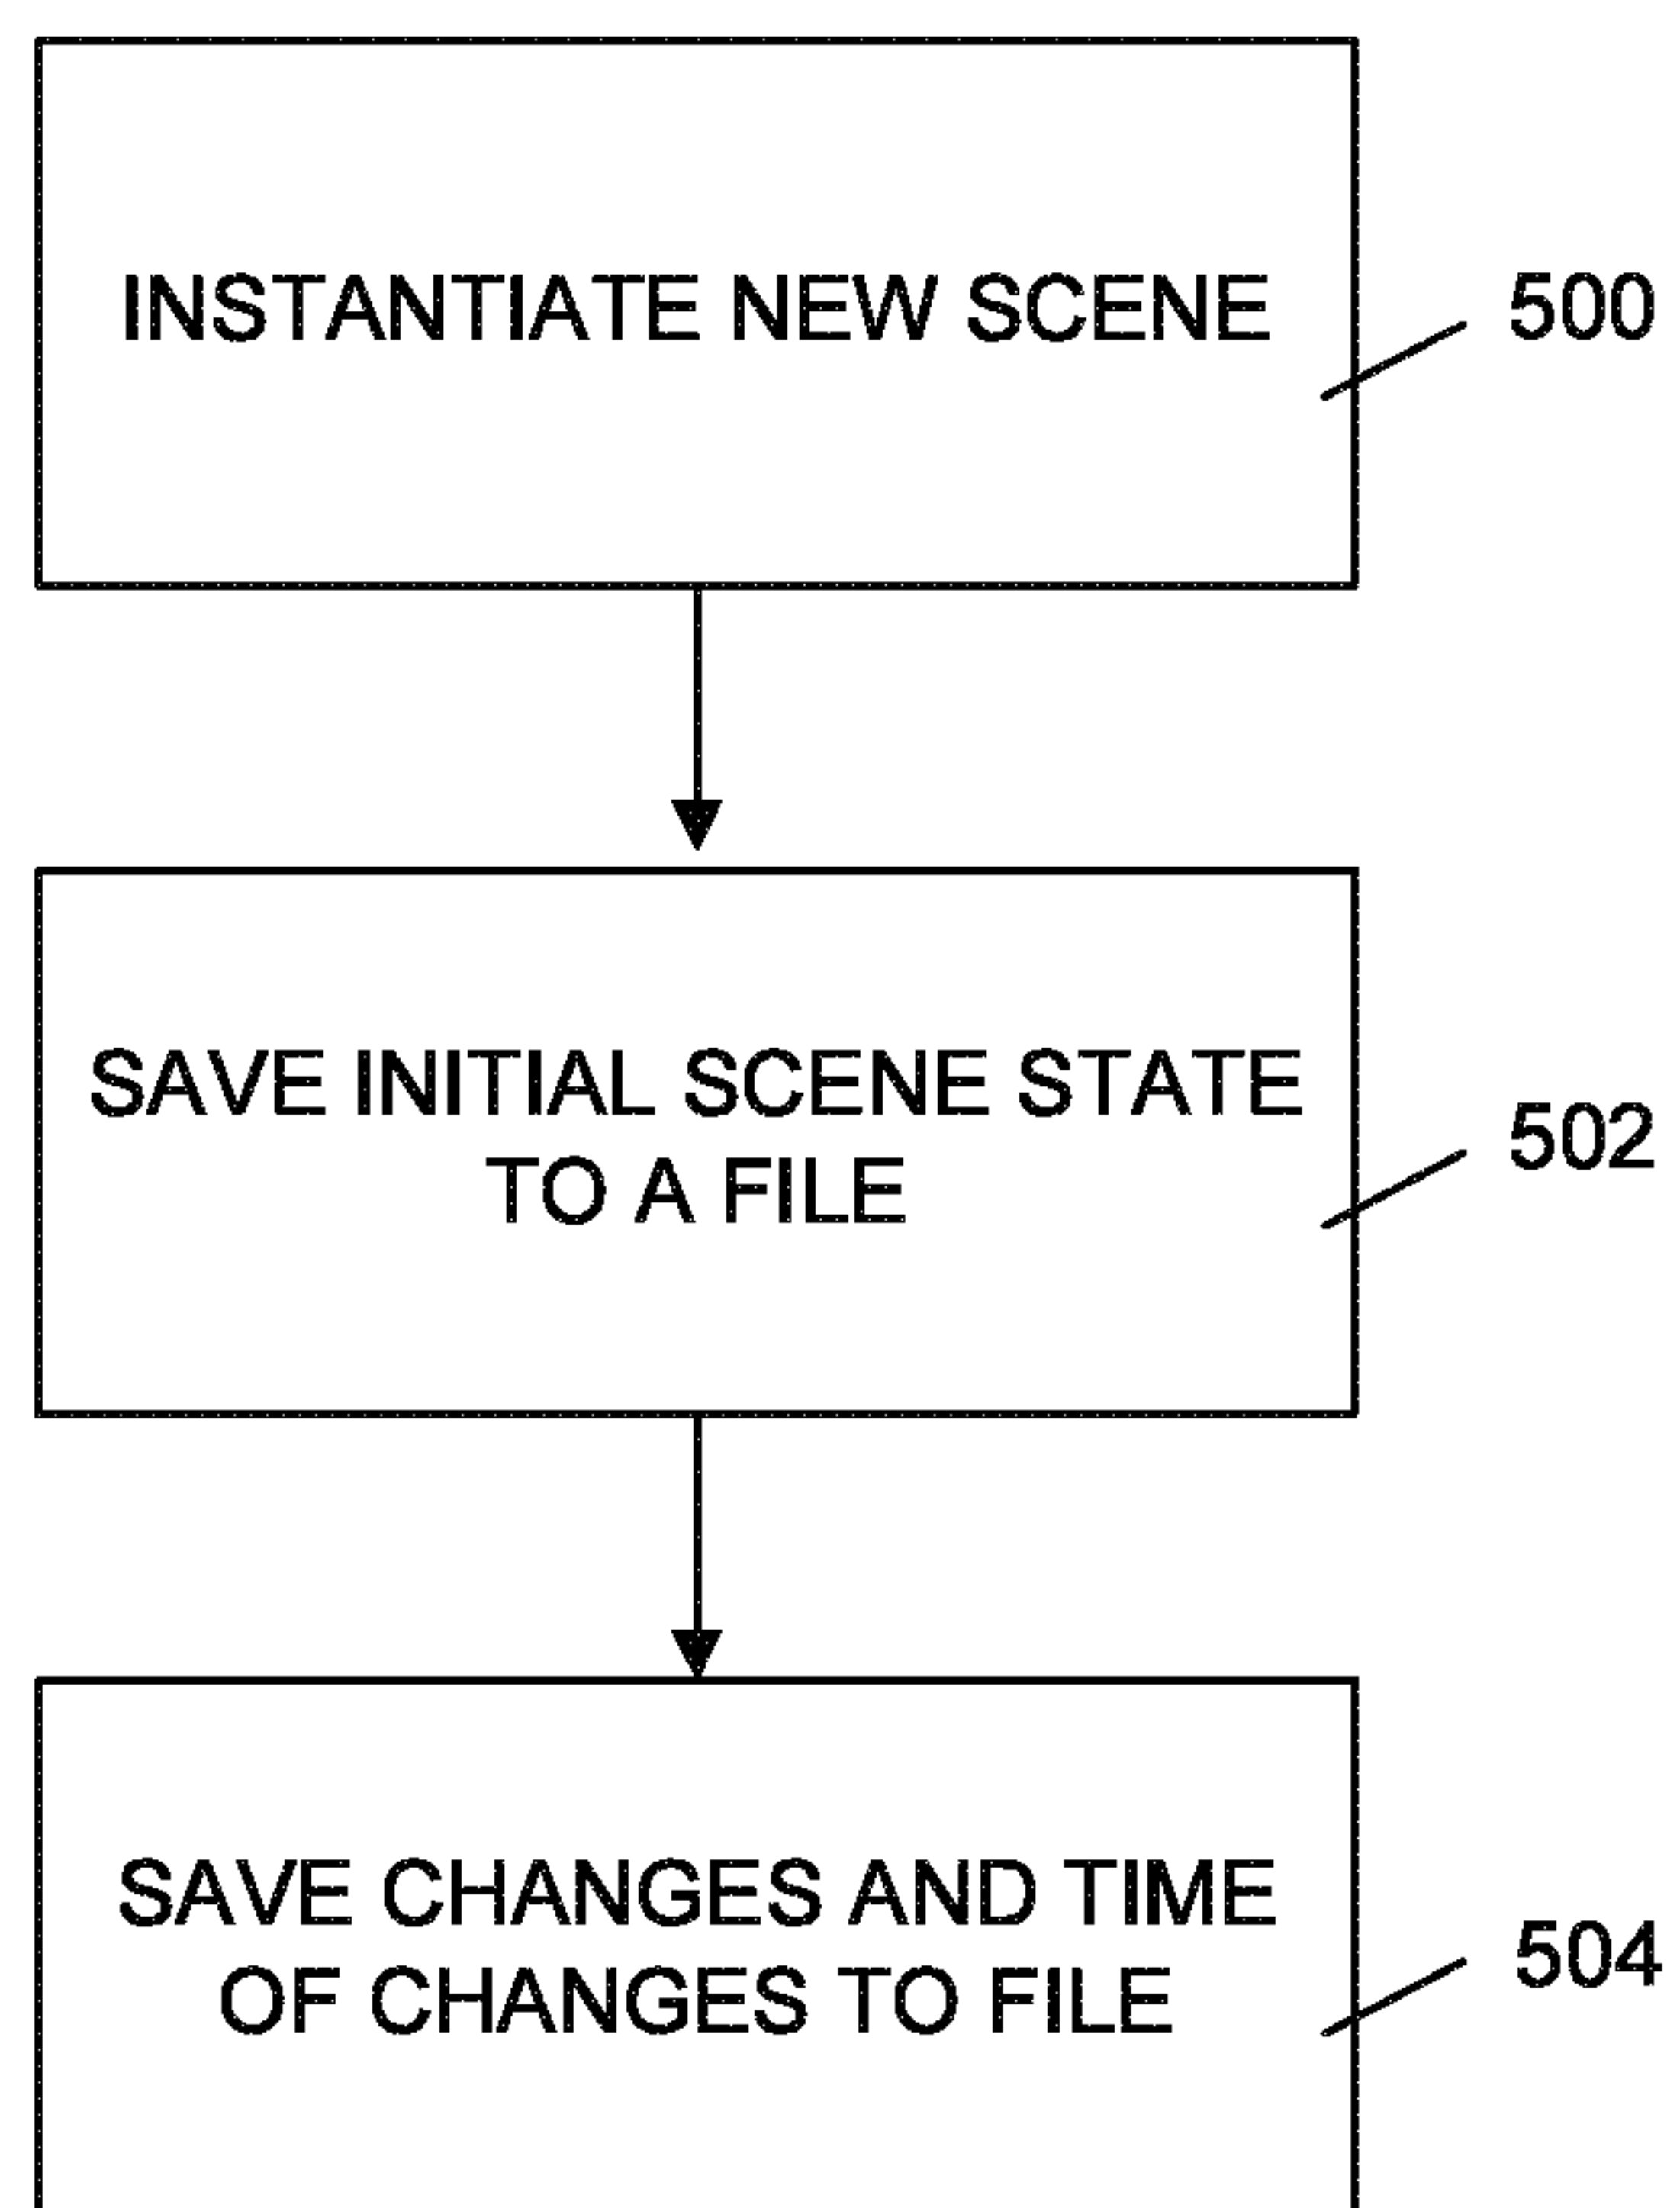 INSTANTIATE NEW SCENE
500
SAVE INITIAL SCENE STATE
TO A FILE
502
SAVE CHANGES AND TIME
OF CHANGES TO FILE
504